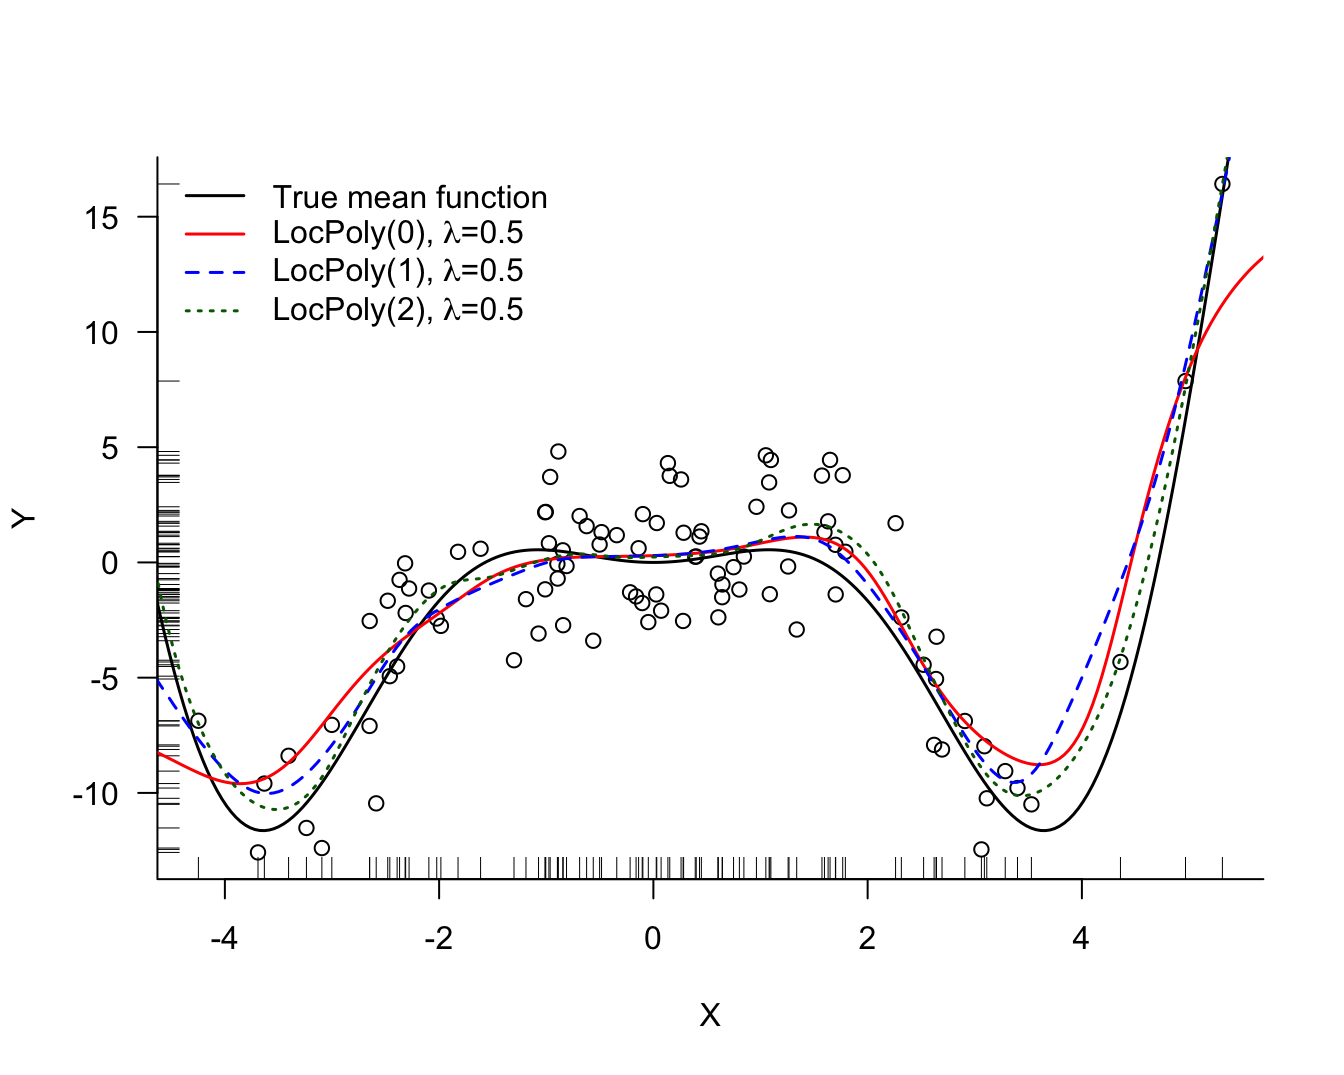 True mean function
LocPoly(0), λ=0.5
LocPoly(1), λ=0.5
LocPoly(2), λ=0.5
15
10
5
0
-5
-10
Y
-4 -2 0 2 4
X